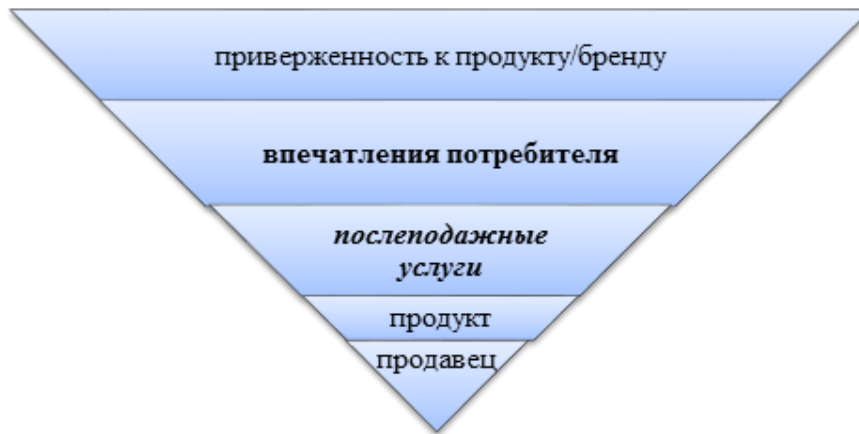 приверженность к продукту/бренду
впечатления потребителя
послеподажные
услуги
продукт
продавец